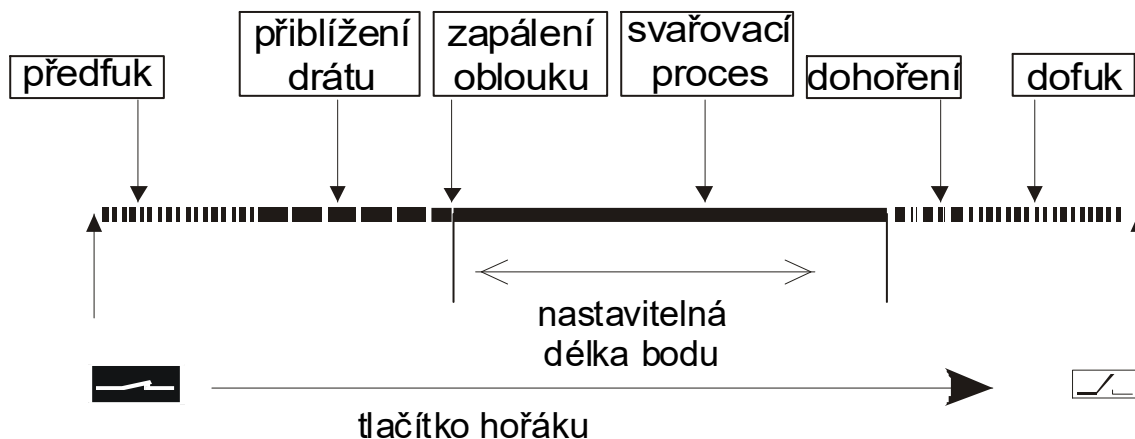 předfuk
přiblížení
drátu
zapálení
oblouku
svařovací
proces
dohoření
dofuk
nastavitelná
délka bodu
tlačítko hořáku